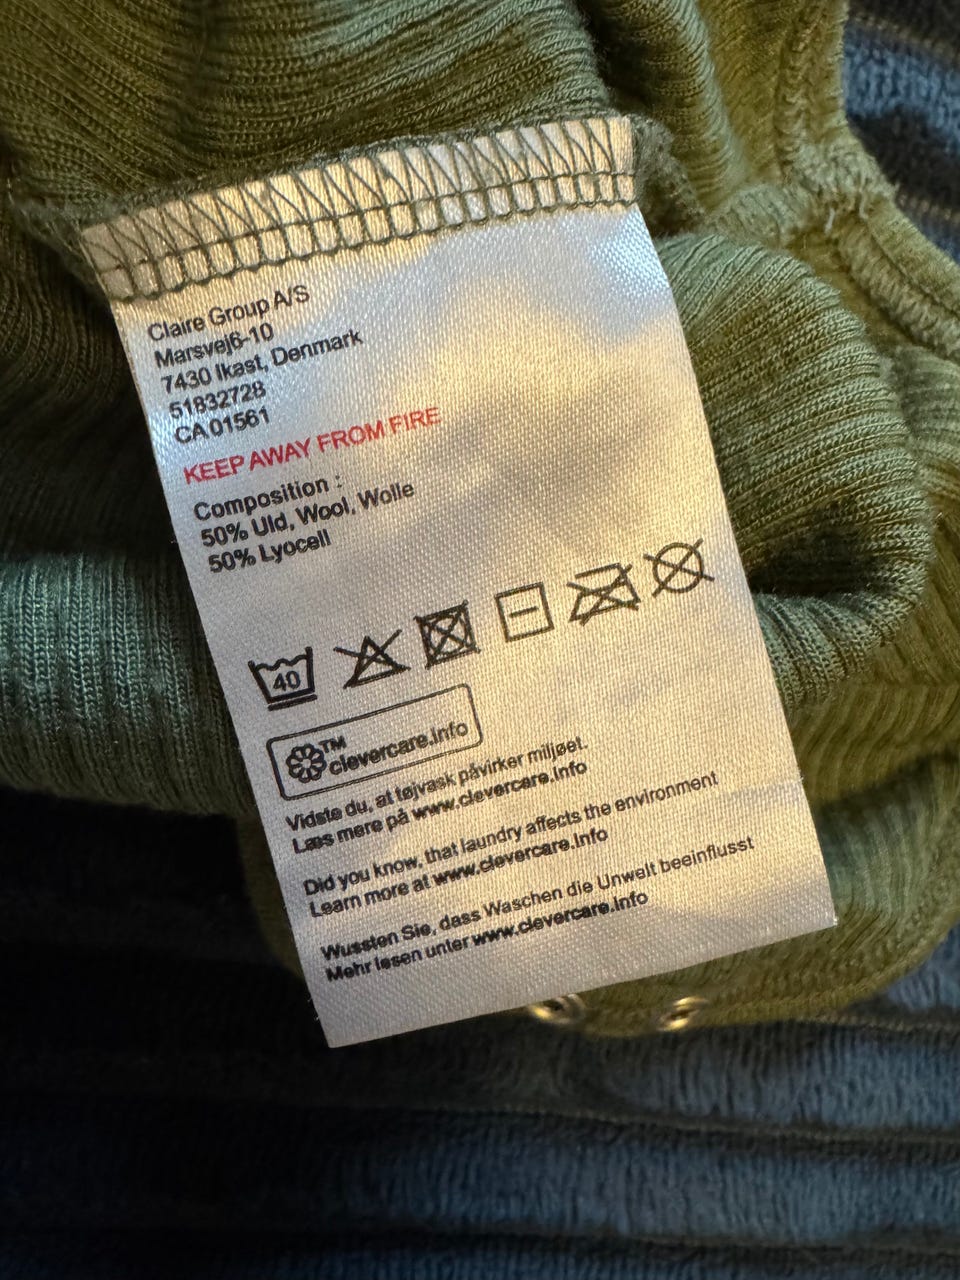 Claire Group A/S
Marsvej6-10
7430 Ikast, Denmark
51832728
CA 01561
KEEP AWAY FROM FIRE
Composition :
50% Uld, Wool, Wolle
50% Lyocell
40
TM
clevercare.info
Vidste du, at tøjvask påvirker miljøet.
Læs mere på www.clevercare.info
Did you know, that laundry affects the environment
Learn more at www.clevercare.info
Wussten Sie, dass Waschen die Unwelt beeinflusst
Mehr lesen unter www.clevercare.info